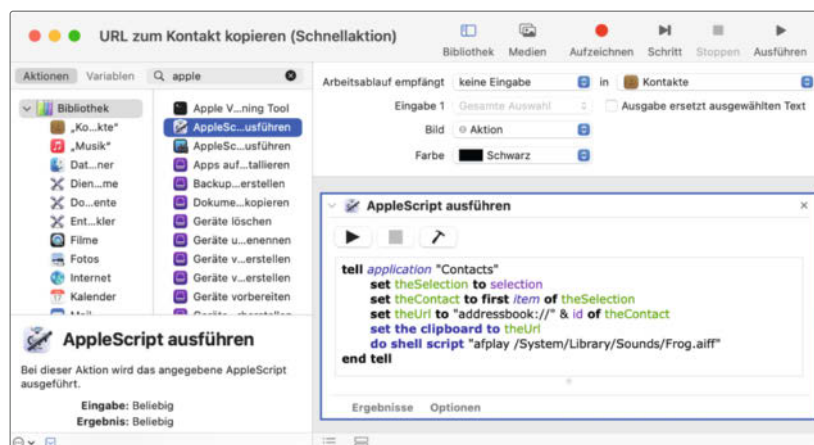 URL zum Kontakt kopieren (Schnellaktion)
Bibliothek Medien Aufzeichnen Schritt Stoppen Ausführen
Aktionen Variablen apple
Bibliothek
„Ko...kte“
„Musik“
Dat...ner
Dien...me
Do...ente
Ent...kler
Filme
Fotos
Internet
Kalender
Apple V...ning Tool
AppleSc...usführen
AppleSc...usführen
Apps auf...tallieren
Backup...erstellen
Dokume...kopieren
Geräte löschen
Geräte u...enennen
Geräte v...erstellen
Geräte v...erstellen
Geräte vorbereiten
AppleScript ausführen
Bei dieser Aktion wird das angegebene AppleScript
ausgeführt.
Eingabe: Beliebig
Ergebnis: Beliebig
Arbeitsablauf empfängt keine Eingabe in Kontakte
Eingabe 1 Gesamte Auswahl Ausgabe ersetzt ausgewählten Text
Bild Aktion
Farbe Schwarz
AppleScript ausführen
tell application "Contacts"
set theSelection to selection
set theContact to first item of theSelection
set theUrl to "addressbook://" & id of theContact
set the clipboard to theUrl
do shell script "afplay /System/Library/Sounds/Frog.aiff"
end tell
Ergebnisse Optionen